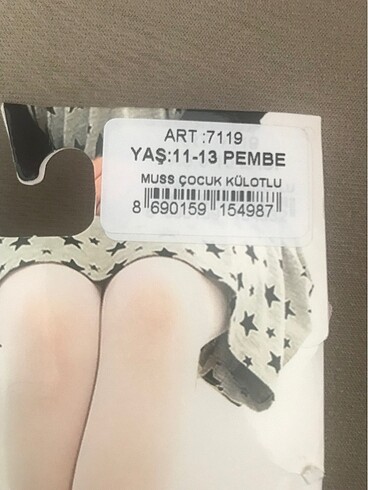 ART :7119
YAŞ:11-13 PEMBE
MUSS ÇOCUK KÜLOTLU
8 690159 154987